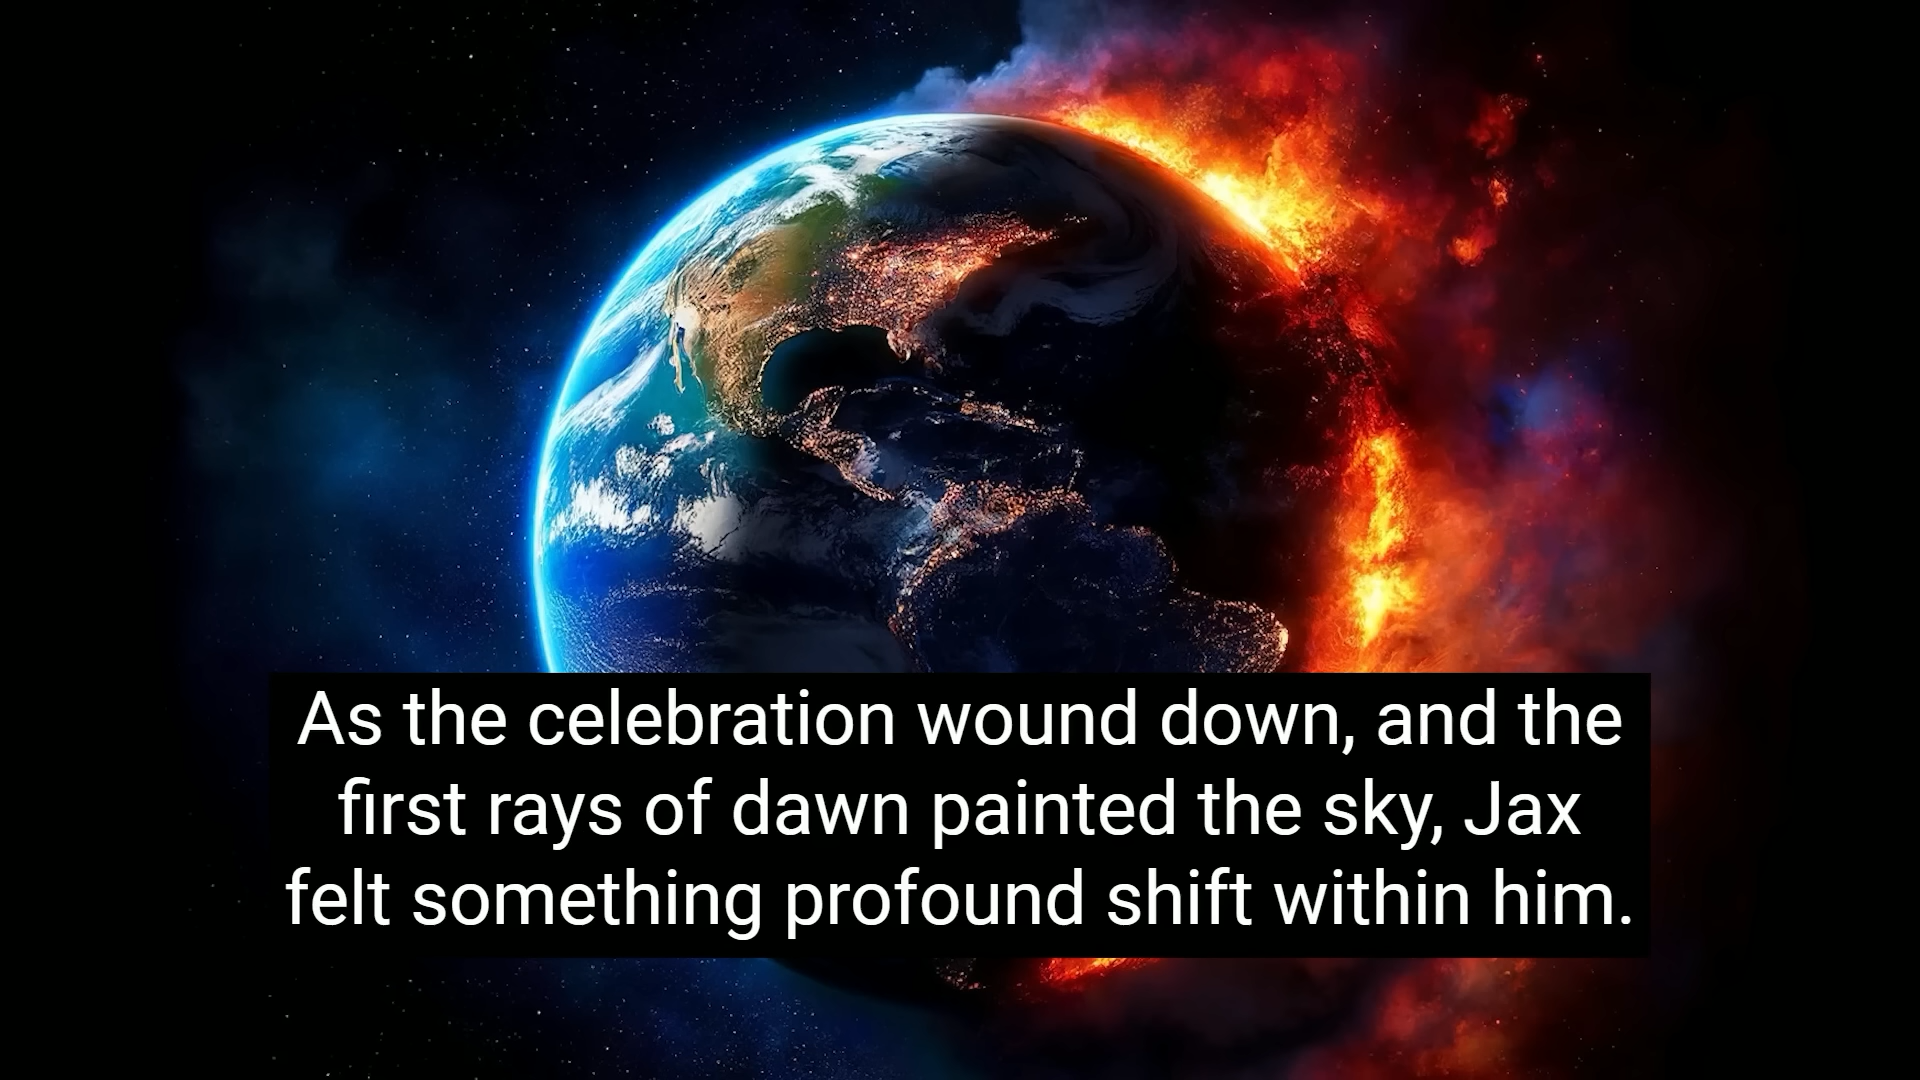 As the celebration wound down, and the
first rays of dawn painted the sky, Jax
felt something profound shift within him.